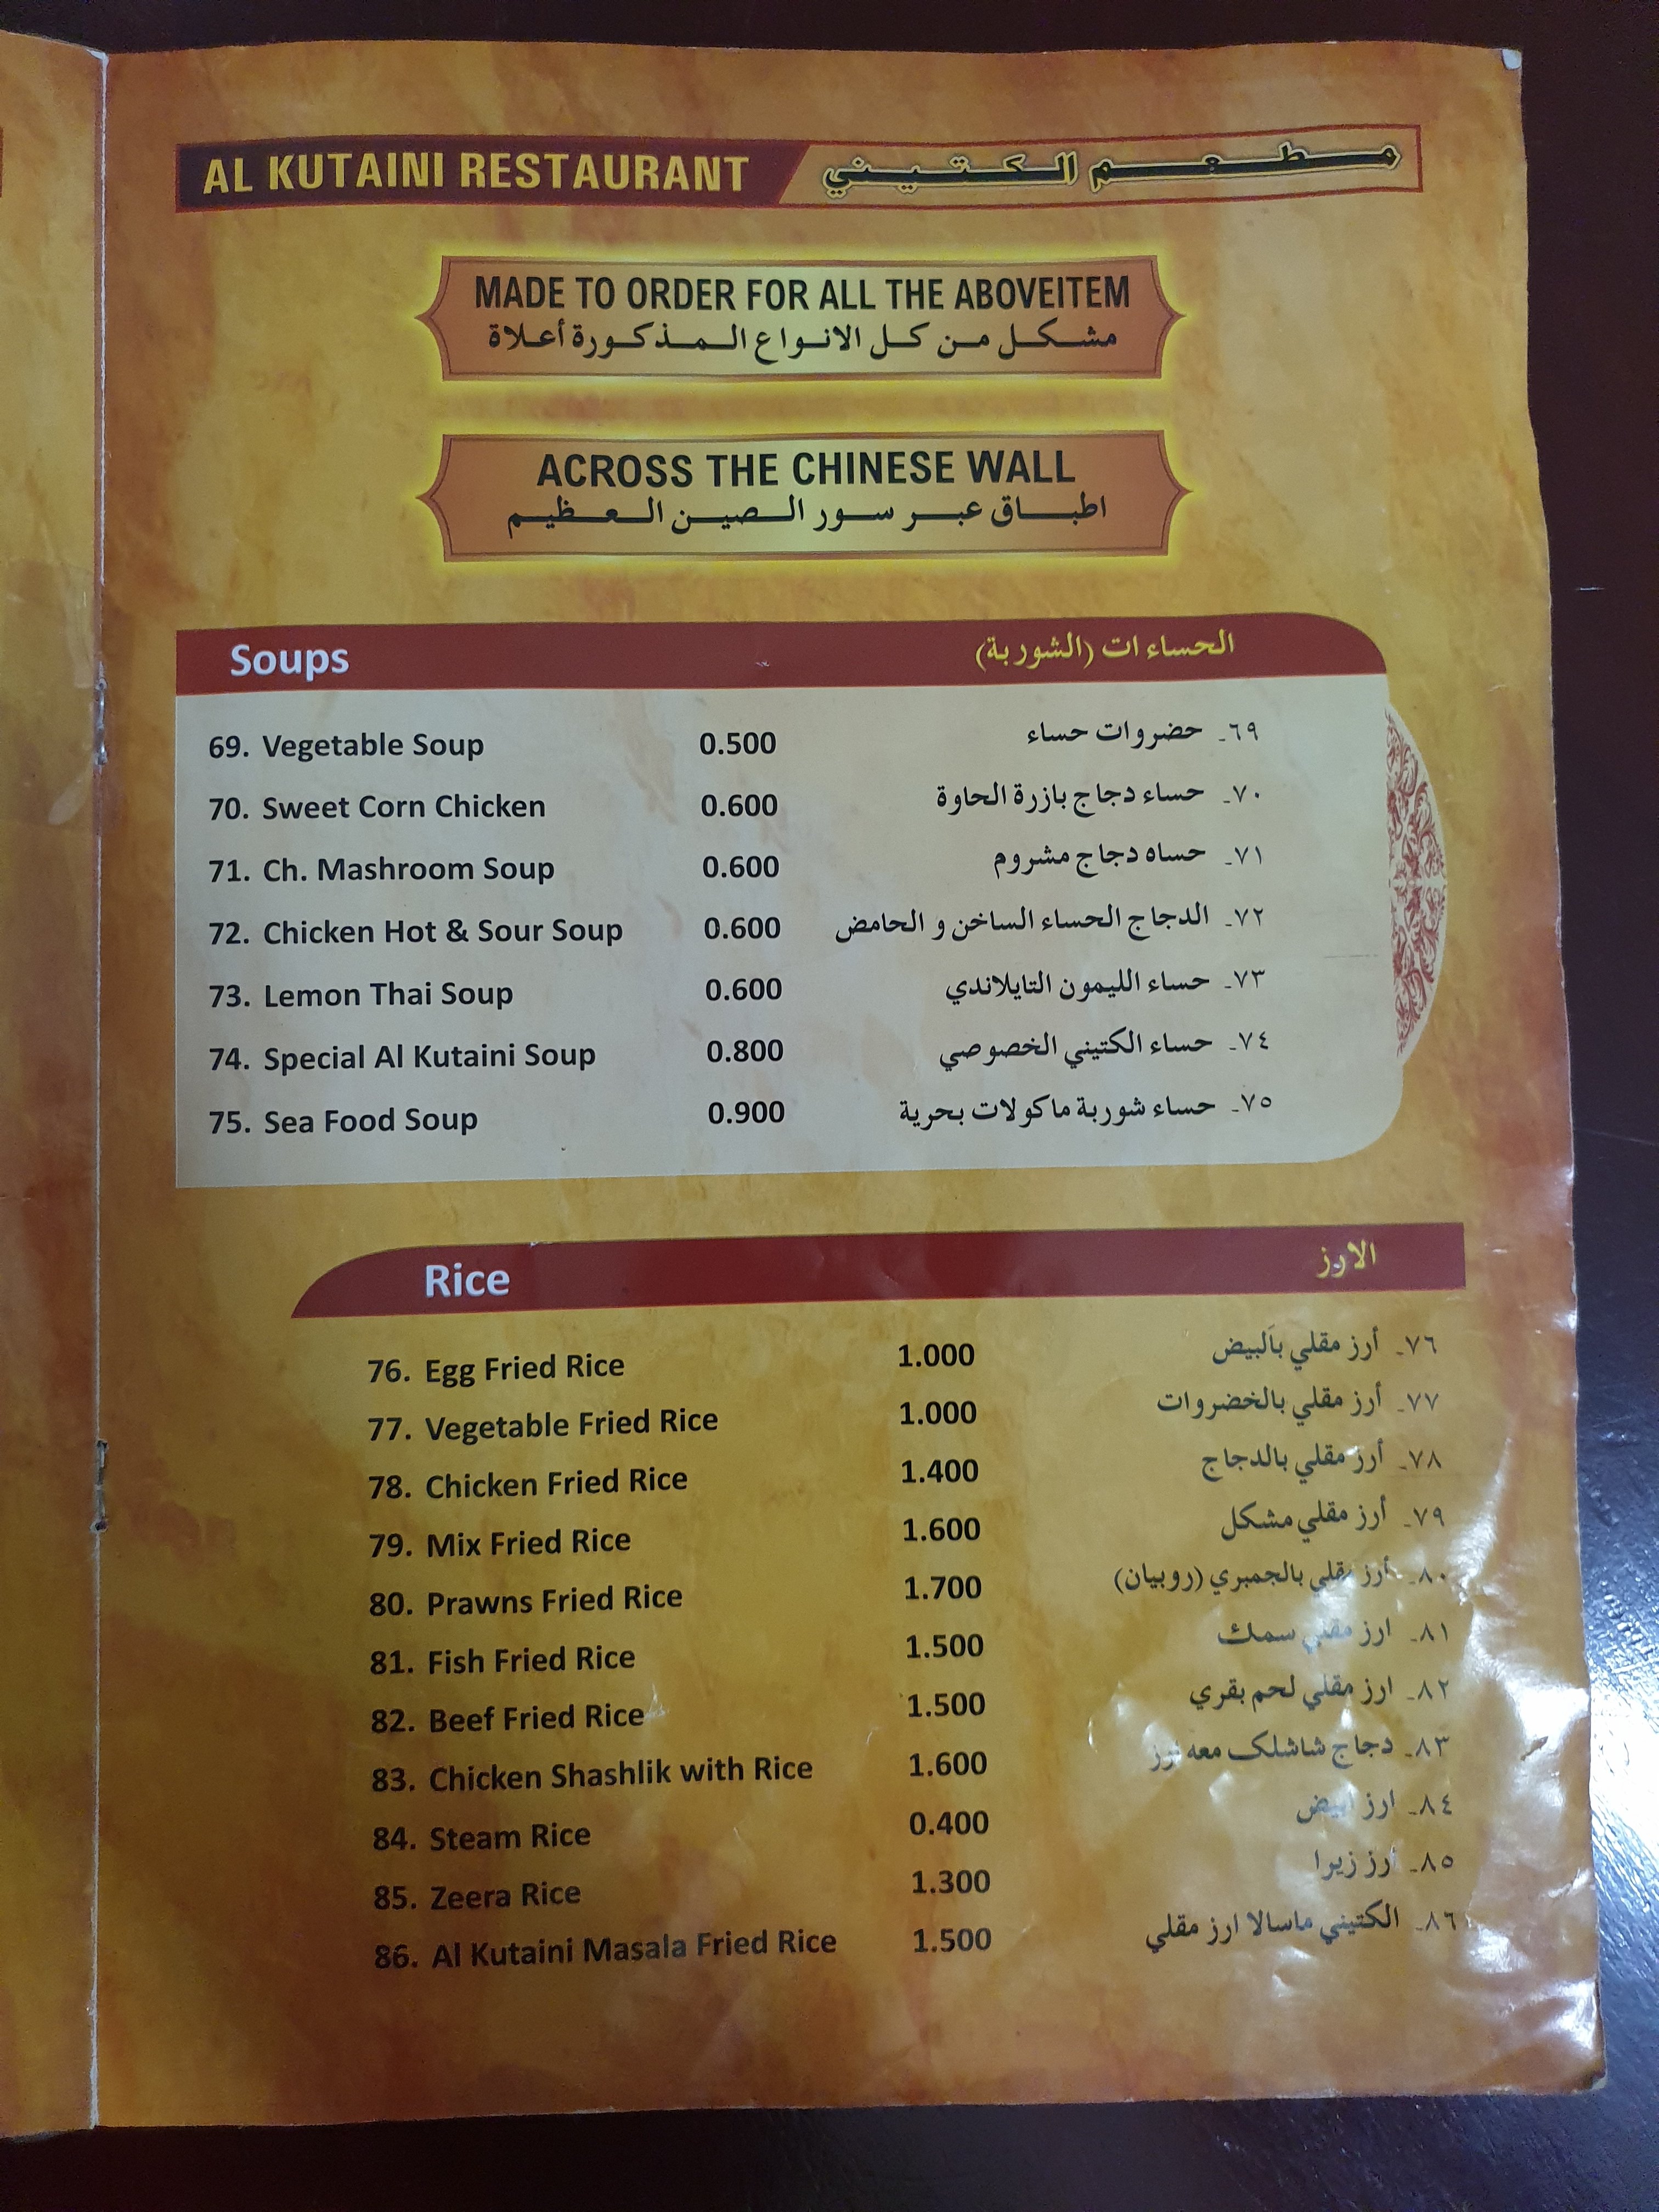 AL KUTAINI RESTAURANT مطعم الكتيني
MADE TO ORDER FOR ALL THE ABOVEITEM
مشكل من كل الانواع المذكورة أعلاة
ACROSS THE CHINESE WALL
اطباق عبر سور الصين العظيم
Soups الحساءات (الشوربة)
69. Vegetable Soup 0.500 ٦٩- حضروات حساء
70. Sweet Corn Chicken 0.600 ٧٠- حساء دجاج بازرة الحاوة
71. Ch. Mashroom Soup 0.600 ٧١- حساه دجاج مشروم
72. Chicken Hot & Sour Soup 0.600 ٧٢- الدجاج الحساء الساخن و الحامض
73. Lemon Thai Soup 0.600 ٧٣- حساء الليمون التايلاندي
74. Special Al Kutaini Soup 0.800 ٧٤- حساء الكتيني الخصوصي
75. Sea Food Soup 0.900 ٧٥- حساء شوربة ماكولات بحرية
Rice الارز
76. Egg Fried Rice 1.000 ٧٦- أرز مقلي بالبيض
77. Vegetable Fried Rice 1.000 ٧٧- أرز مقلي بالخضروات
78. Chicken Fried Rice 1.400 ٧٨- أرز مقلي بالدجاج
79. Mix Fried Rice 1.600 ٧٩- أرز مقلي مشكل
80. Prawns Fried Rice 1.700 ٨٠- أرز مقلي بالجمبري (روبيان)
81. Fish Fried Rice 1.500 ٨١- ارز مقلي سمك
82. Beef Fried Rice 1.500 ٨٢- ارز مقلي لحم بقري
83. Chicken Shashlik with Rice 1.600 ٨٣- دجاج شاشلك معه
84. Steam Rice 0.400 ٨٤- ارز ابيض
85. Zeera Rice 1.300 ٨٥- ارز زيرا
86. Al Kutaini Masala Fried Rice 1.500 ٨٦- الكتيني ماسالا ارز مقلي